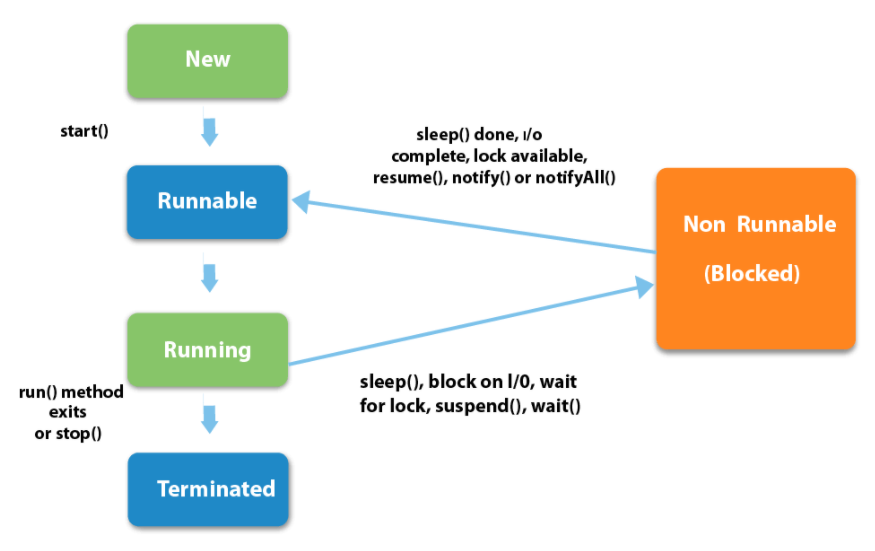 New
start()
sleep() done, I/o
complete, lock available,
resume(), notify() or notifyAll()
Runnable
Non Runnable
(Blocked)
Running
sleep(), block on l/0, wait
for lock, suspend(), wait()
run() method
exits
or stop()
Terminated